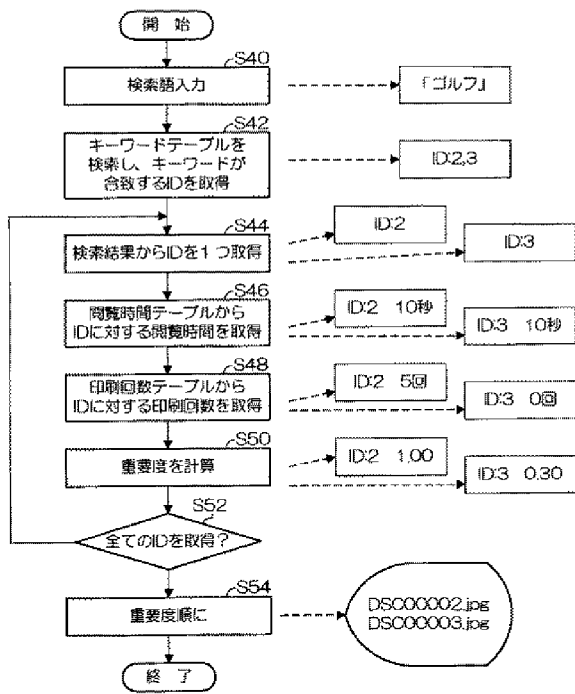 開　始
S40
検索語入力
「ゴルフ」
S42
キーワードテーブルを
検索し、キーワードが
合致するIDを取得
ID:2,3
S44
検索結果からIDを1つ取得
ID:2
ID:3
S46
閲覧時間テーブルから
IDに対する閲覧時間を取得
ID:2　10秒
ID:3　10秒
S48
印刷回数テーブルから
IDに対する印刷回数を取得
ID:2　5回
ID:3　0回
S50
重要度を計算
ID:2　1.00
ID:3　0.30
S52
全てのIDを取得？
S54
重要度順に
DSC00002.jpg
DSC00003.jpg
終　了